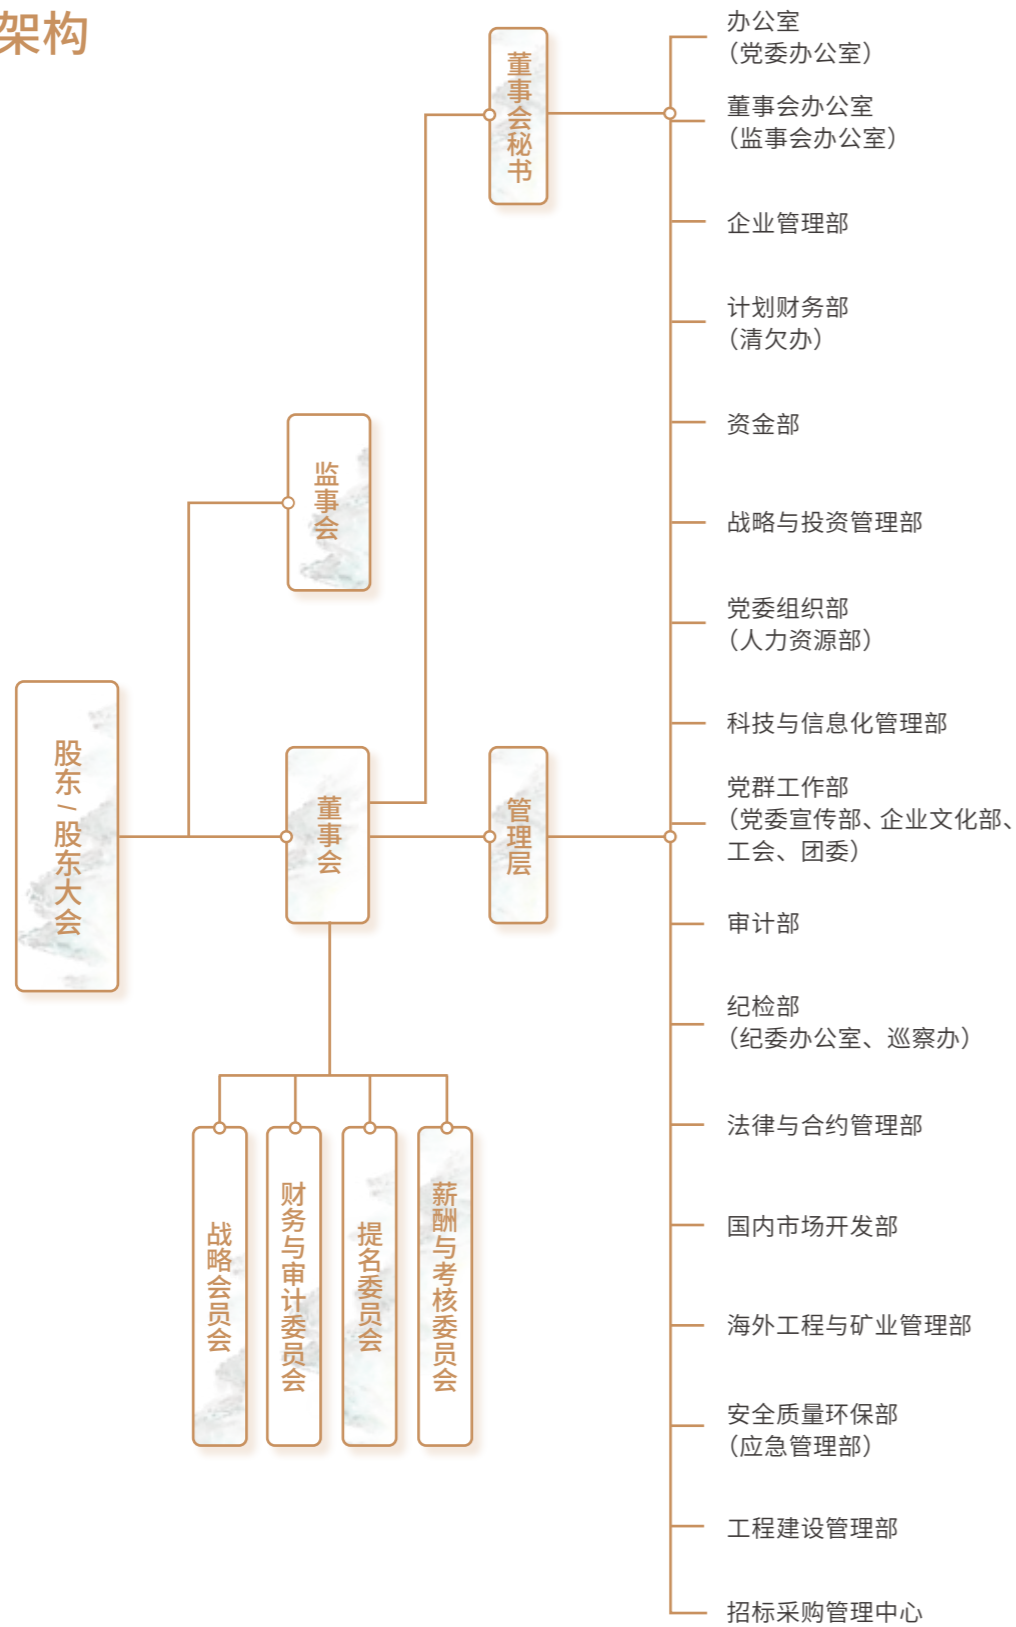 架构
董事会秘书
监事会
股东/股东大会
董事会
管理层
战略会员会
财务与审计委员会
提名委员会
薪酬与考核委员会
办公室
（党委办公室）
董事会办公室
（监事会办公室）
企业管理部
计划财务部
（清欠办）
资金部
战略与投资管理部
党委组织部
（人力资源部）
科技与信息化管理部
党群工作部
（党委宣传部、企业文化部、
工会、团委）
审计部
纪检部
（纪委办公室、巡察办）
法律与合约管理部
国内市场开发部
海外工程与矿业管理部
安全质量环保部
（应急管理部）
工程建设管理部
招标采购管理中心